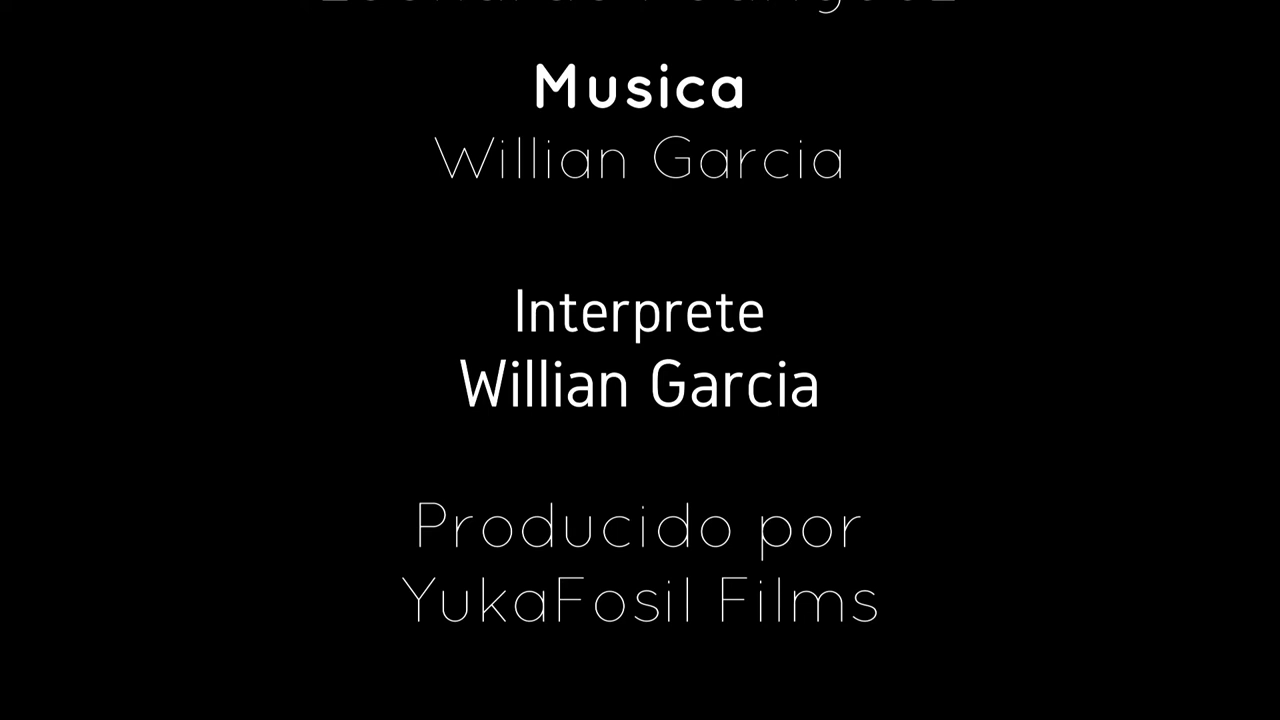 Musica
Willian Garcia
Interprete
Willian Garcia
Producido por
YukaFosil Films